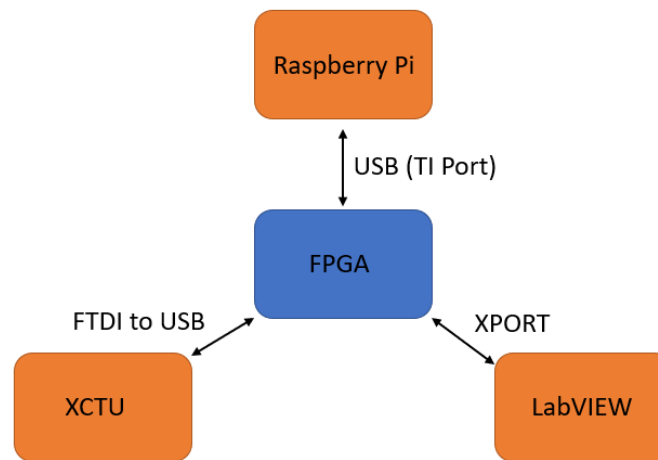 Raspberry Pi
USB (TI Port)
FPGA
FTDI to USB
XPORT
XCTU
LabVIEW